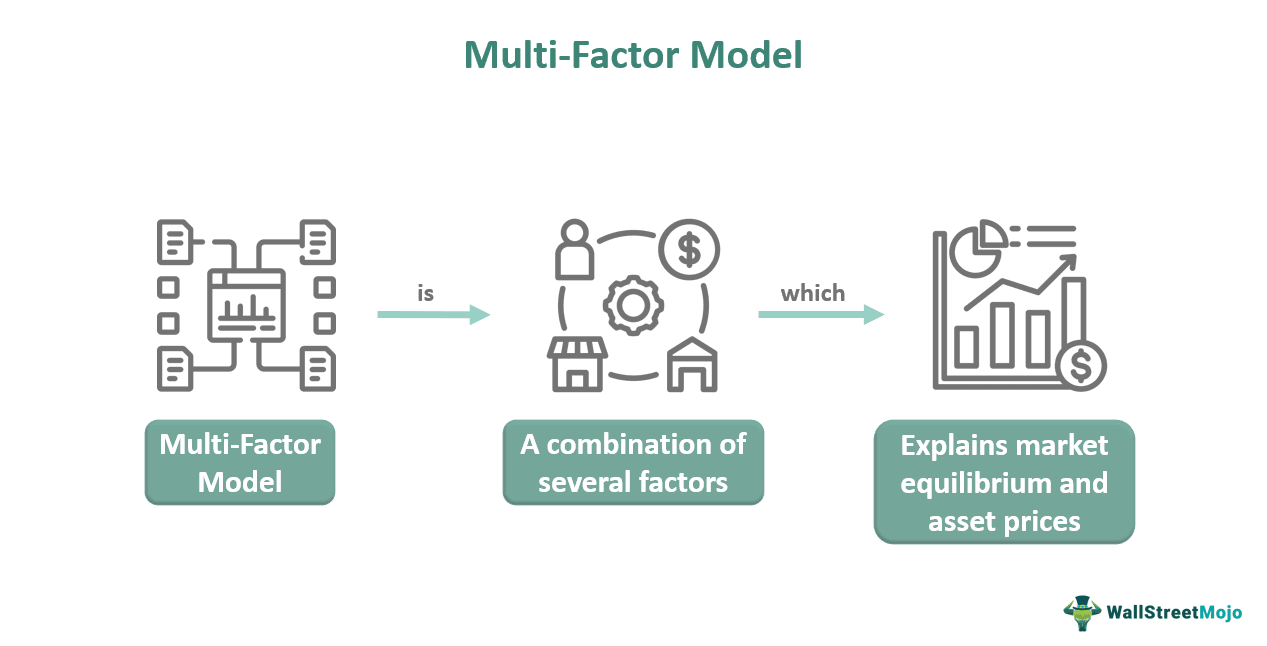 Multi-Factor Model
is
which
$
$
Multi-Factor
Model
A combination of
several factors
Explains market
equilibrium and
asset prices
WallStreetMojo